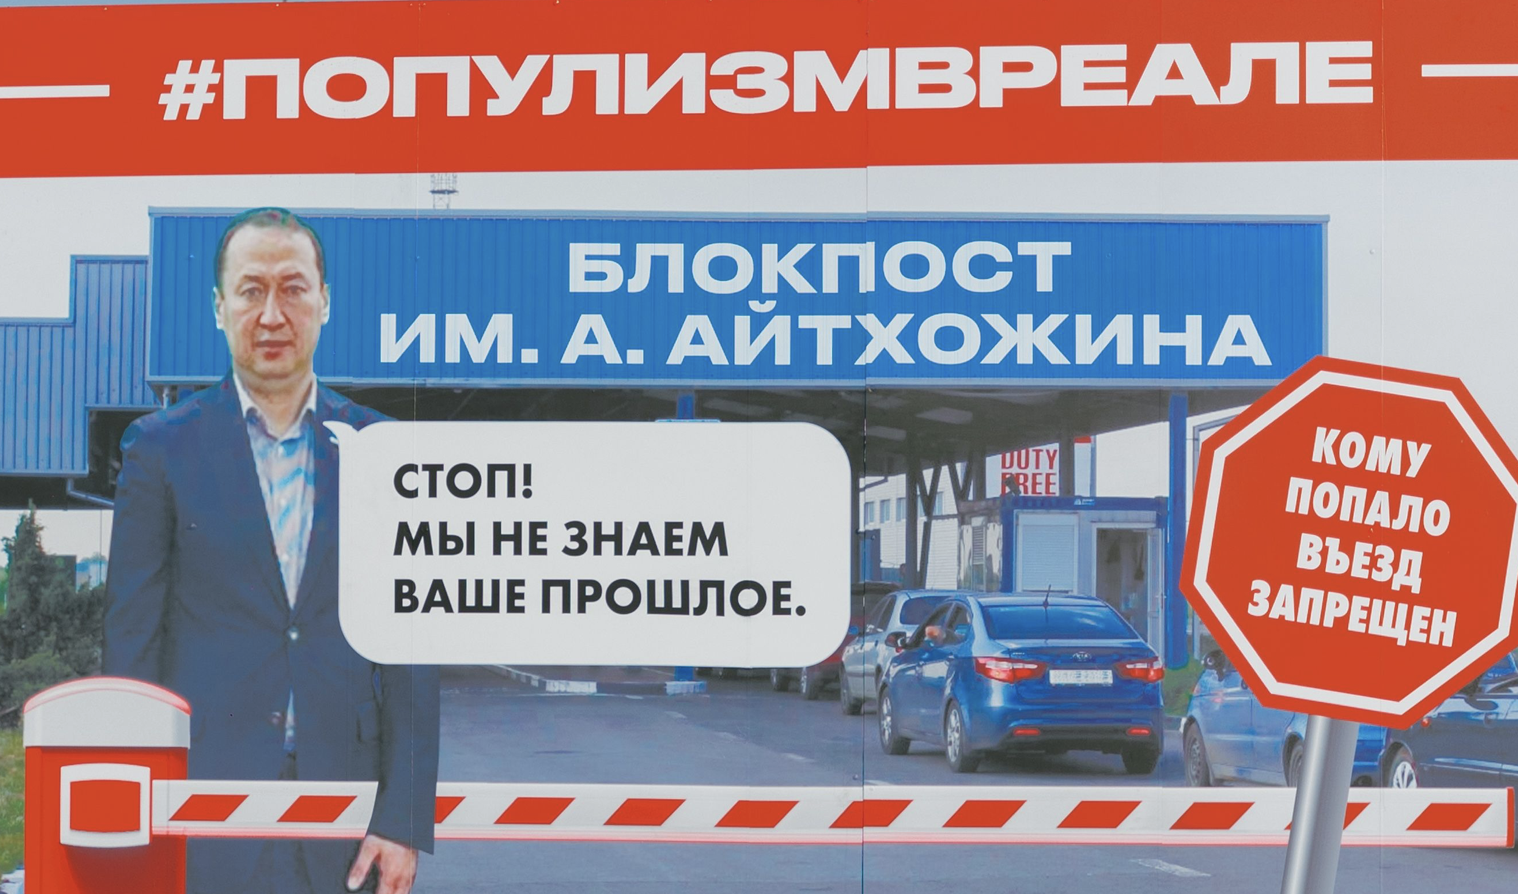 #ПОПУЛИЗМВРЕАЛЕ
БЛОКПОСТ
ИМ. А. АЙТХОЖИНА
СТОП!
МЫ НЕ ЗНАЕМ
ВАШЕ ПРОШЛОЕ.
DUTY
FREE
КОМУ
ПОПАЛО
ВЪЕЗД
ЗАПРЕЩЕН